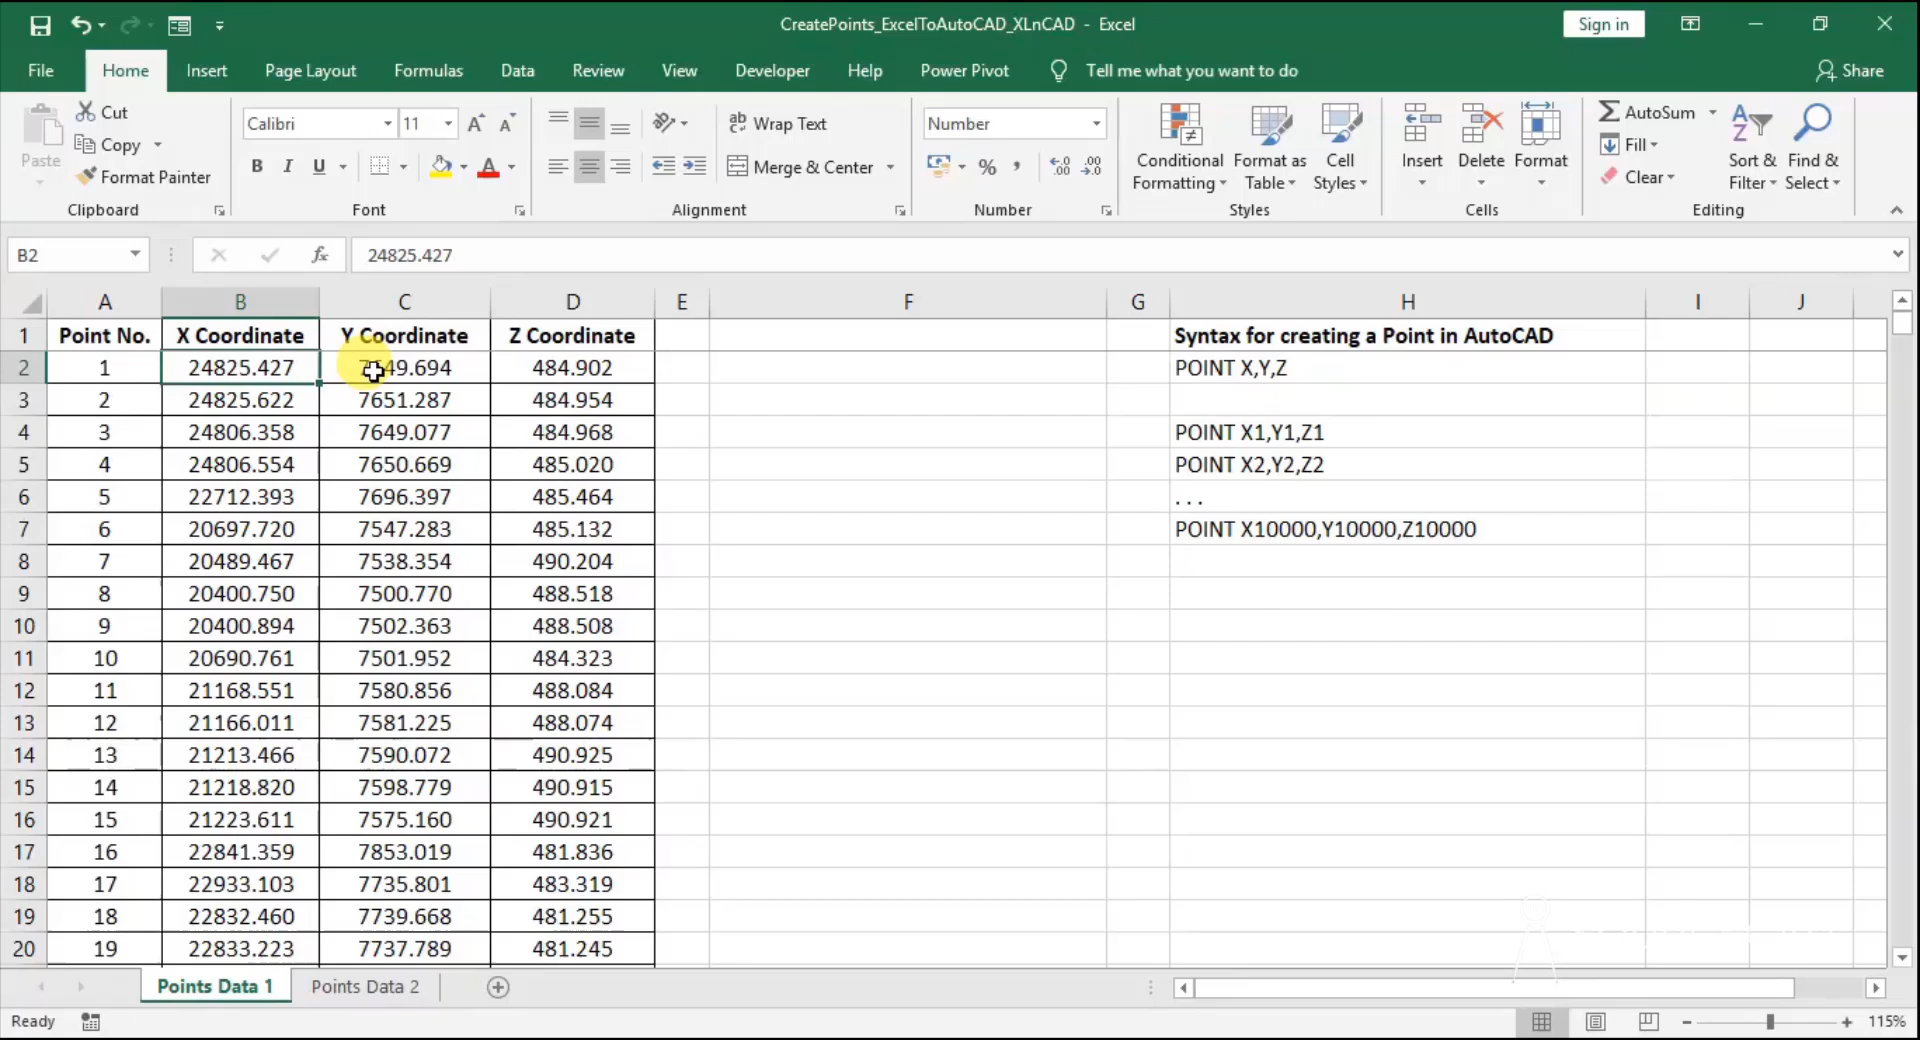 CreatePoints_ExcelToAutoCAD_XLnCAD - Excel
Sign in
File Home Insert Page Layout Formulas Data Review View Developer Help Power Pivot Tell me what you want to do Share
Paste
Cut
Copy
Format Painter
Clipboard
Calibri 11
B I U
Font
Wrap Text
Merge & Center
Alignment
Number
Number
Conditional Formatting
Format as Table
Cell Styles
Styles
Insert Delete Format
Cells
AutoSum
Fill
Clear
Sort & Filter
Find & Select
Editing
B2 fx 24825.427
A B C D E F G H I J
1 Point No. X Coordinate Y Coordinate Z Coordinate Syntax for creating a Point in AutoCAD
2 1 24825.427 484.902 POINT X,Y,Z
3 2 24825.622 7651.287 484.954
4 3 24806.358 7649.077 484.968 POINT X1,Y1,Z1
5 4 24806.554 7650.669 485.020 POINT X2,Y2,Z2
6 5 22712.393 7696.397 485.464 . . .
7 6 20697.720 7547.283 485.132 POINT X10000,Y10000,Z10000
8 7 20489.467 7538.354 490.204
9 8 20400.750 7500.770 488.518
10 9 20400.894 7502.363 488.508
11 10 20690.761 7501.952 484.323
12 11 21168.551 7580.856 488.084
13 12 21166.011 7581.225 488.074
14 13 21213.466 7590.072 490.925
15 14 21218.820 7598.779 490.915
16 15 21223.611 7575.160 490.921
17 16 22841.359 7853.019 481.836
18 17 22933.103 7735.801 483.319
19 18 22832.460 7739.668 481.255
20 19 22833.223 7737.789 481.245
Points Data 1 Points Data 2
Ready 115%